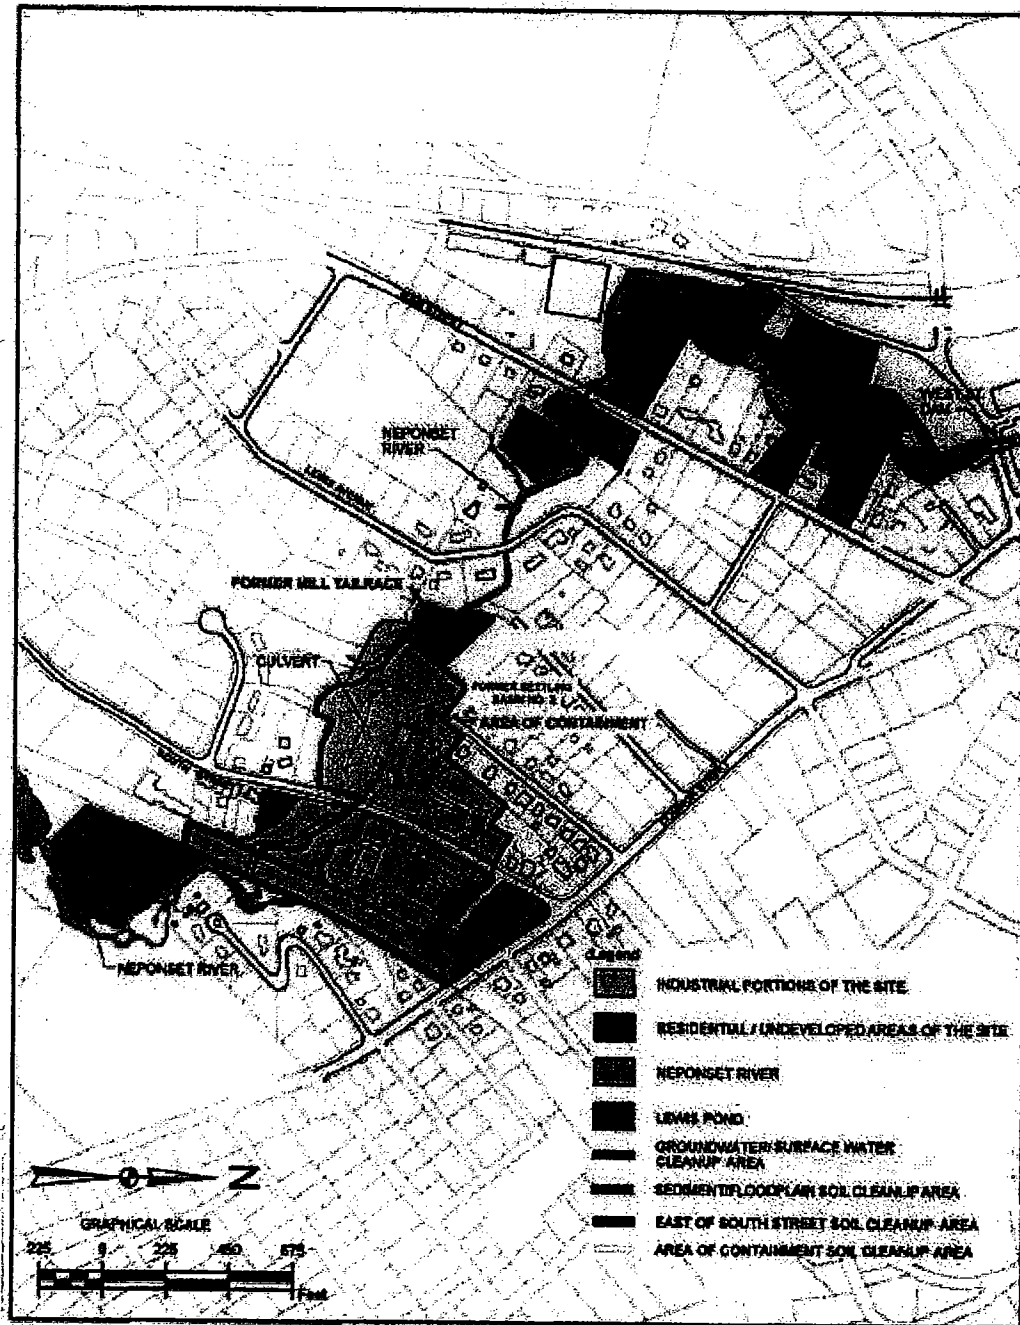 NEPONSET
RIVER
FORMER MILL TAILRACE
CULVERT
FORMER SETTLING
AREA OF CONTAINMENT
NEPONSET RIVER
Legend
INDUSTRIAL PORTIONS OF THE SITE
RESIDENTIAL / UNDEVELOPED AREAS OF THE SITE
NEPONSET RIVER
LEWIS POND
GROUNDWATER/SURFACE WATER
CLEANUP AREA
SEDIMENT/FLOODPLAIN SOIL CLEANUP AREA
EAST OF SOUTH STREET SOIL CLEANUP AREA
AREA OF CONTAINMENT SOIL CLEANUP AREA
N
GRAPHICAL SCALE
225 0 225 450 675
Feet